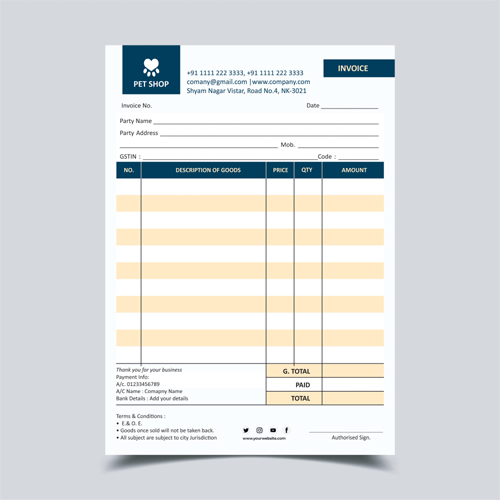 PET SHOP
+91 1111 222 3333, +91 1111 222 3333
comany@gmail.com | www.company.com
Shyam Nagar Vistar, Road No.4, NK-3021
INVOICE
Invoice No. Date
Party Name
Party Address
Mob.
GSTIN : Code :
NO. DESCRIPTION OF GOODS PRICE QTY AMOUNT
Thank you for your business
Payment Info:
A/c. 01233456789
A/C Name : Comapny Name
Bank Details : Add your details
G. TOTAL
PAID
TOTAL
Terms & Conditions :
• E.& O. E.
• Goods once sold will not be taken back.
• All subject are subject to city Jurisdiction
www.yourwebsite.com
Authorised Sign.